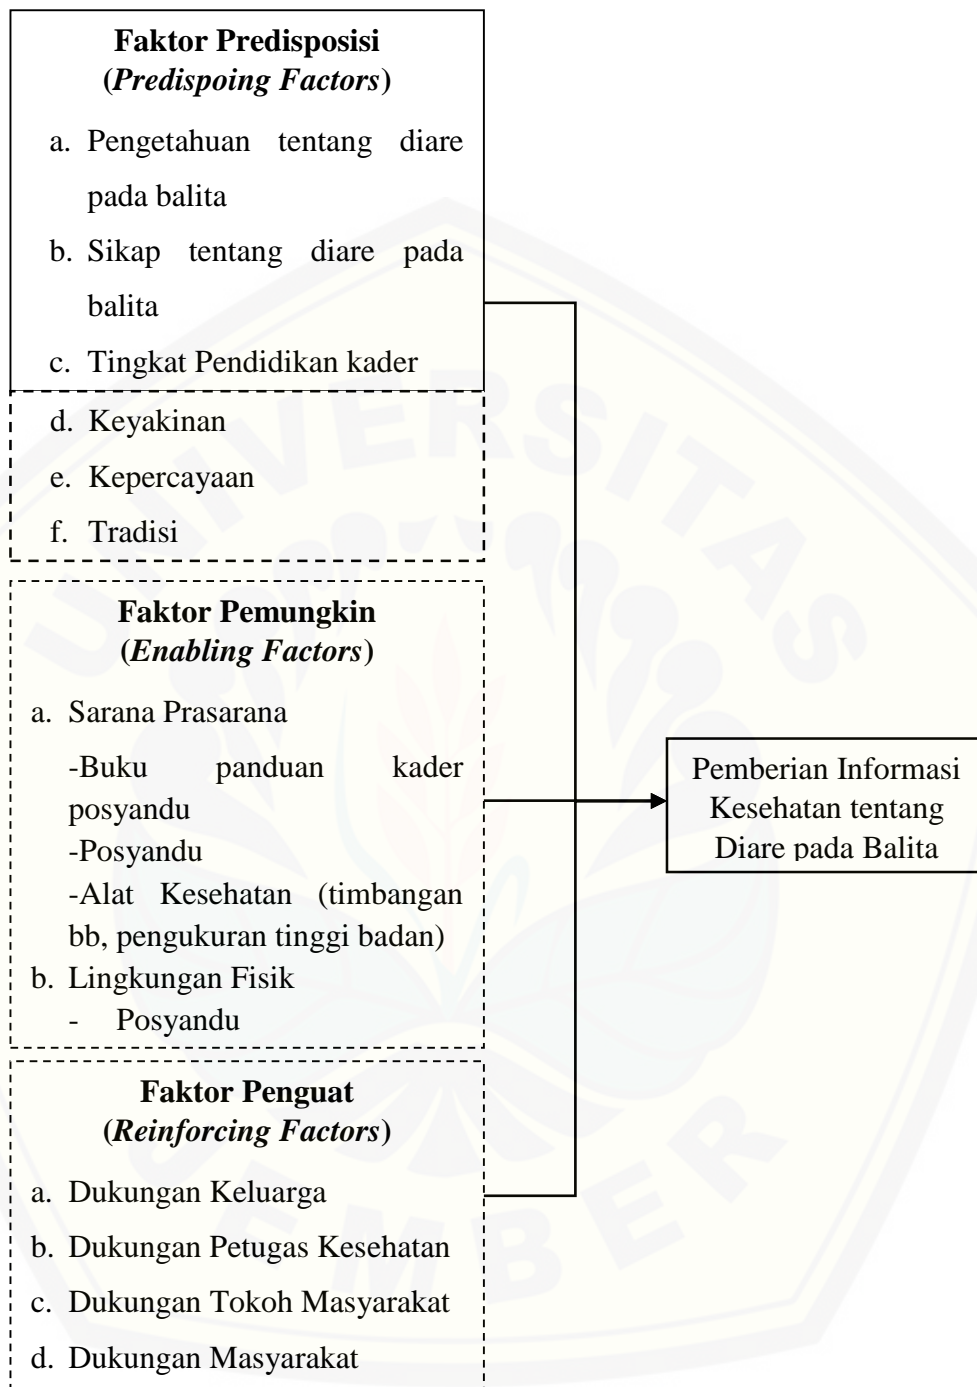 Faktor Predisposisi
(Predispoing Factors)
a. Pengetahuan tentang diare
pada balita
b. Sikap tentang diare pada
balita
c. Tingkat Pendidikan kader
d. Keyakinan
e. Kepercayaan
f. Tradisi
Faktor Pemungkin
(Enabling Factors)
a. Sarana Prasarana
-Buku panduan kader
posyandu
-Posyandu
-Alat Kesehatan (timbangan
bb, pengukuran tinggi badan)
b. Lingkungan Fisik
- Posyandu
Faktor Penguat
(Reinforcing Factors)
a. Dukungan Keluarga
b. Dukungan Petugas Kesehatan
c. Dukungan Tokoh Masyarakat
d. Dukungan Masyarakat
Pemberian Informasi
Kesehatan tentang
Diare pada Balita
UNIVERSITAS
JEMBER